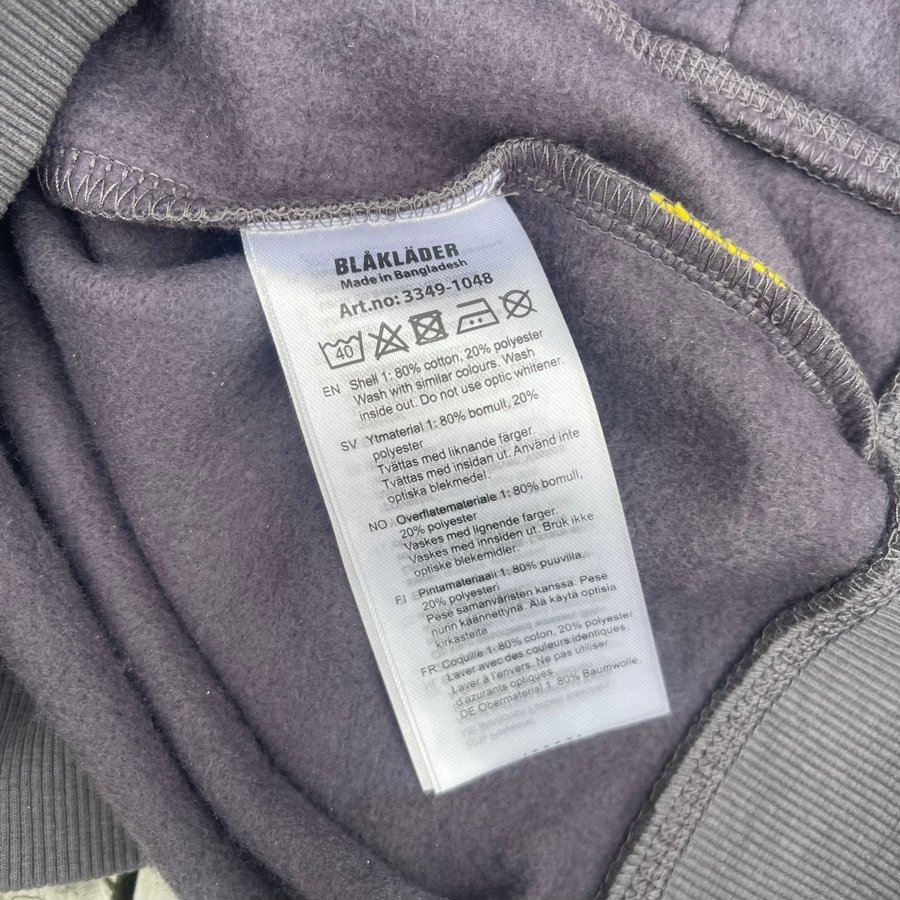 BLÅKLÄDER
Made in Bangladesh
Art.no: 3349-1048
40
EN Shell 1: 80% cotton, 20% polyester
Wash with similar colours. Wash
inside out. Do not use optic whitener.
SV Ytmaterial 1: 80% bomull, 20%
polyester
Tvättas med liknande färger.
Tvättas med insidan ut. Använd inte
optiska blekmedel.
NO Overflatemateriale 1: 80% bomull,
20% polyester
Vaskes med lignende farger.
Vaskes med innsiden ut. Bruk ikke
optiske blekemidler.
FI Pintamateriaali 1: 80% puuvilla,
20% polyesteri
Pese samanväristen kanssa. Pese
nurin käännettynä. Älä käytä optisia
kirkasteita
FR Coquille 1: 80% coton, 20% polyester
Laver avec des couleurs identiques.
Laver à l'envers. Ne pas utiliser
d'azurants optiques
DE Obermaterial 1: 80% Baumwolle,